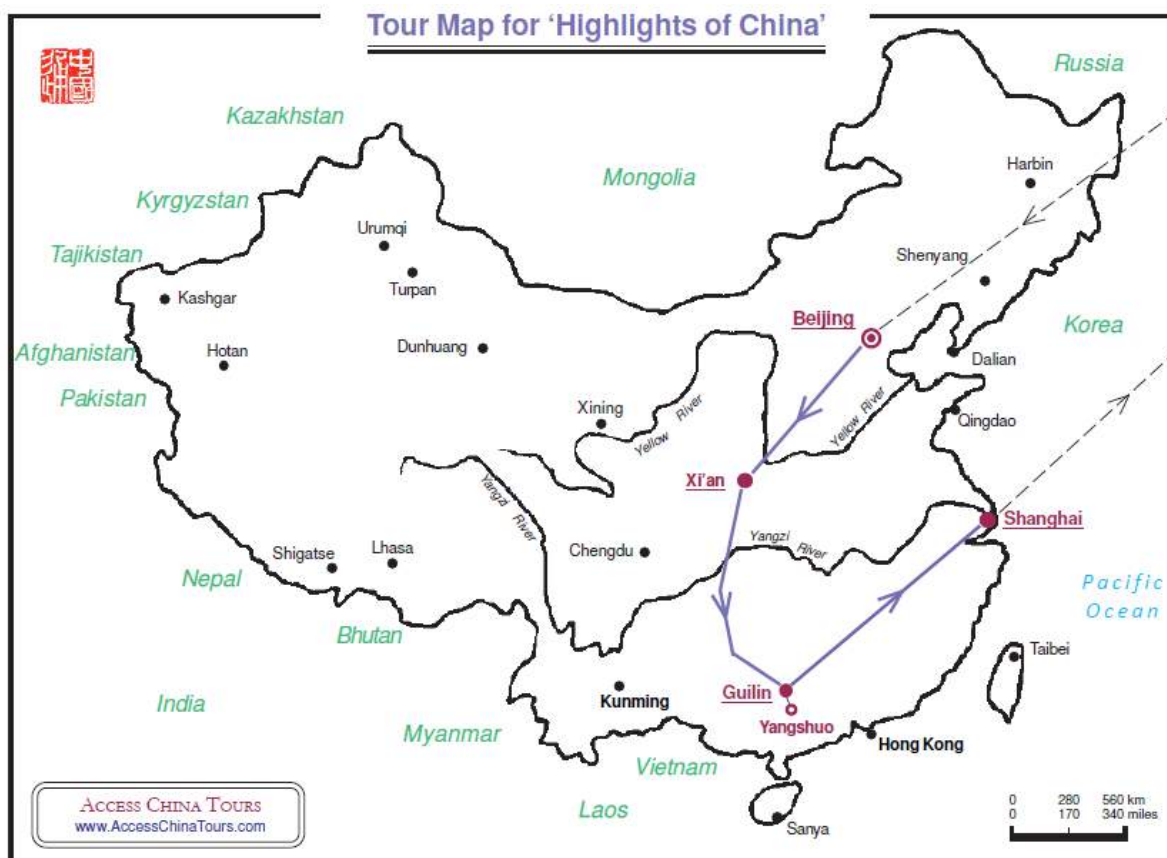 Tour Map for ‘Highlights of China’
Russia
Kazakhstan
Mongolia
Harbin
Kyrgyzstan
Urumqi
Tajikistan
Shenyang
Turpan
Kashgar
Beijing
Korea
Afghanistan
Hotan
Dunhuang
Dalian
Pakistan
Xining
Yellow River
Yellow River
Qingdao
Xi’an
Yangzi River
Shanghai
Yangzi River
Shigatse
Lhasa
Chengdu
Nepal
Pacific
Ocean
Bhutan
Taibei
Guilin
Kunming
India
Yangshuo
Myanmar
Hong Kong
Vietnam
Laos
ACCESS CHINA TOURS
www.AccessChinaTours.com
0 280 560 km
0 170 340 miles
Sanya